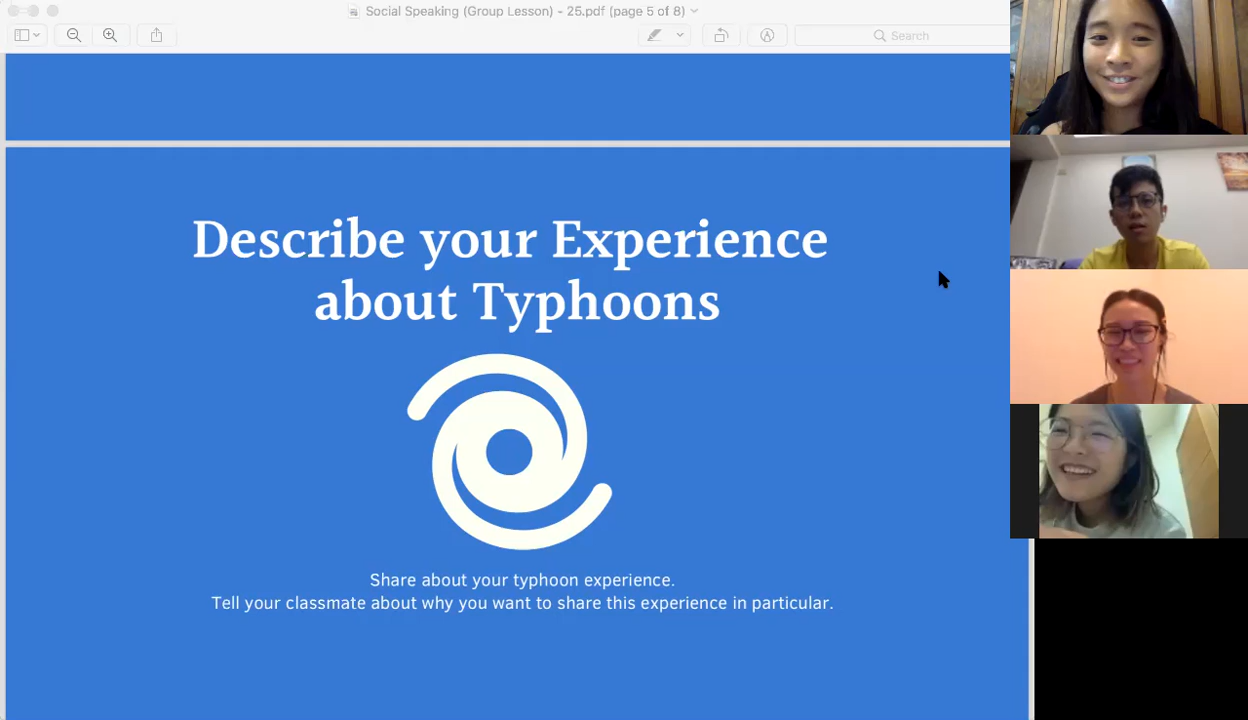 Social Speaking (Group Lesson) - 25.pdf (page 5 of 8)
Search
Describe your Experience
about Typhoons
Share about your typhoon experience.
Tell your classmate about why you want to share this experience in particular.